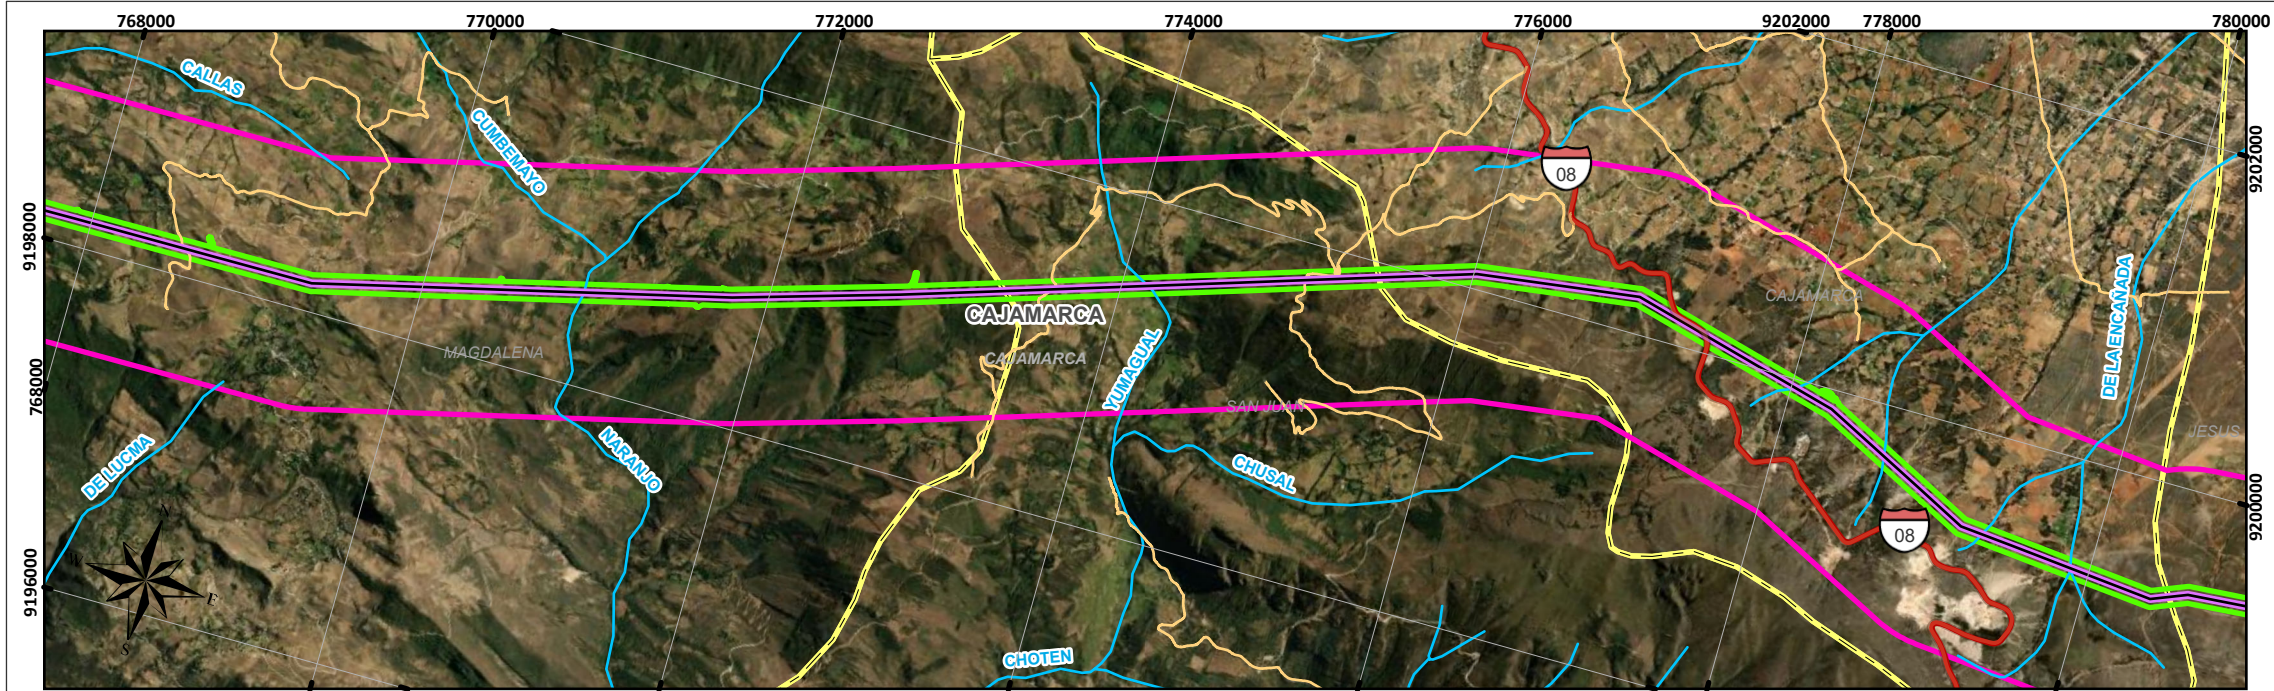 768000
770000
772000
774000
776000
9202000
778000
780000
CALLAS
CUMBEMAYO
9202000
08
9198000
DE LA ENCAÑADA
CAJAMARCA
CAJAMARCA
MAGDALENA
CAJAMARCA
YUMAGUAL
768000
SAN JUAN
JESUS
DE LUCMA
NARANJO
CHUSAL
9200000
08
N
W
E
S
9196000
CHOTEN